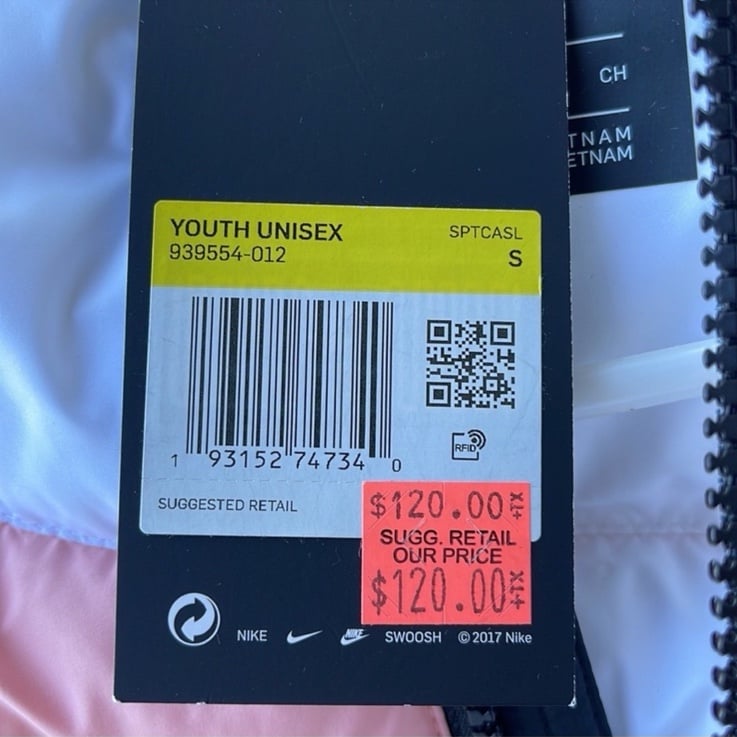 CH
TNAM
ETNAM
YOUTH UNISEX SPTCASL
939554-012 S
1 93152 74734 0
RFID
SUGGESTED RETAIL
$120.00
SUGG. RETAIL
OUR PRICE
$120.00
NIKE NIKE SWOOSH © 2017 Nike